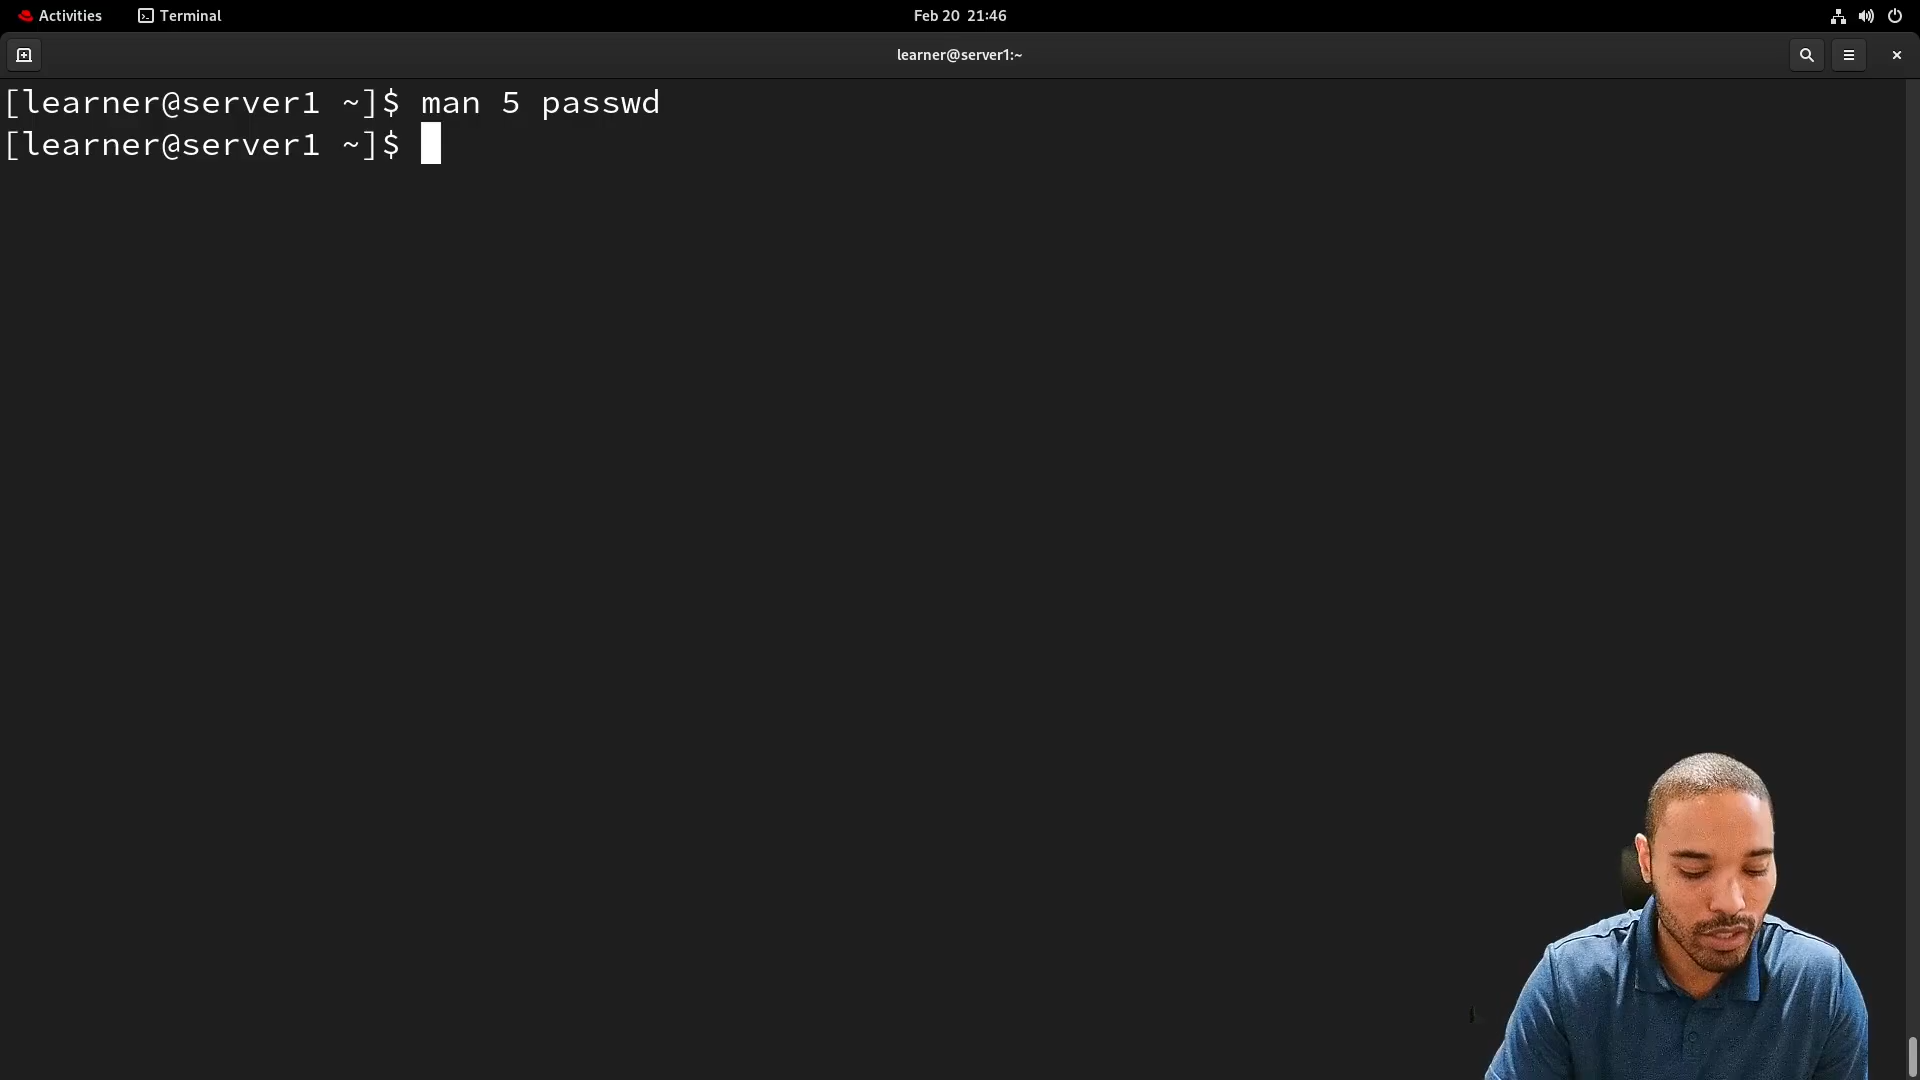 Activities
Terminal
Feb 20 21:46
learner@server1:~
[learner@server1 ~]$ man 5 passwd
[learner@server1 ~]$